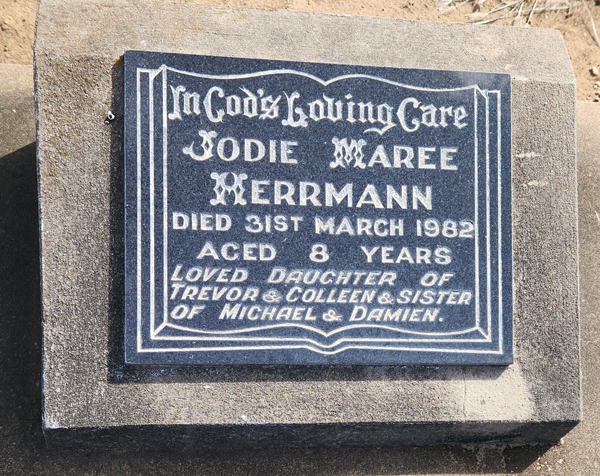 In God's Loving Care
JODIE MAREE
HERRMANN
DIED 31ST MARCH 1982
AGED 8 YEARS
LOVED DAUGHTER OF
TREVOR & COLLEEN & SISTER
OF MICHAEL & DAMIEN.